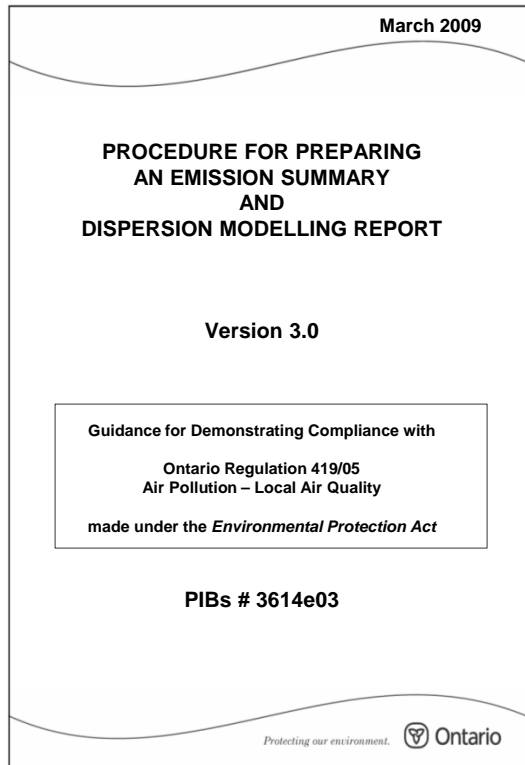 March 2009
PROCEDURE FOR PREPARING
AN EMISSION SUMMARY
AND
DISPERSION MODELLING REPORT
Version 3.0
Guidance for Demonstrating Compliance with
Ontario Regulation 419/05
Air Pollution – Local Air Quality
made under the Environmental Protection Act
PIBs # 3614e03
Protecting our environment. Ontario